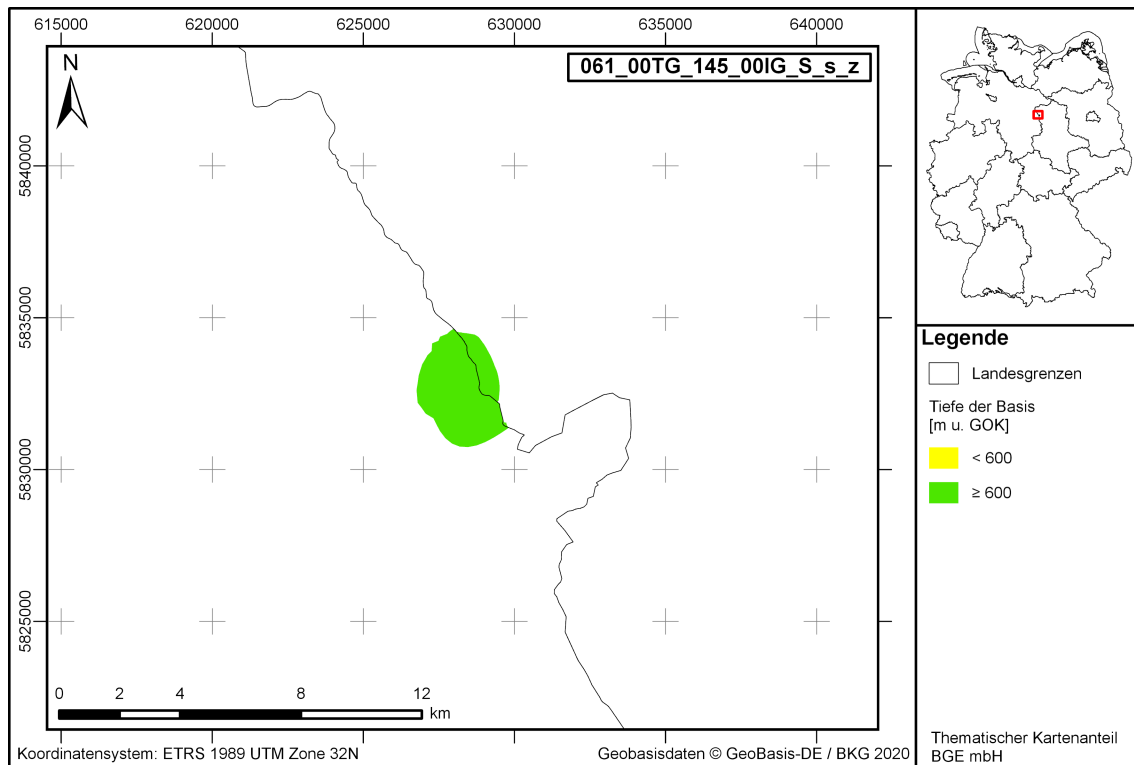 615000 620000 625000 630000 635000 640000
N
061_00TG_145_00IG_S_s_z
5840000
5835000
5830000
5825000
0 2 4 8 12
km
Koordinatensystem: ETRS 1989 UTM Zone 32N
Geobasisdaten © GeoBasis-DE / BKG 2020
Legende
Landesgrenzen
Tiefe der Basis
[m u. GOK]
< 600
≥ 600
Thematischer Kartenanteil
BGE mbH